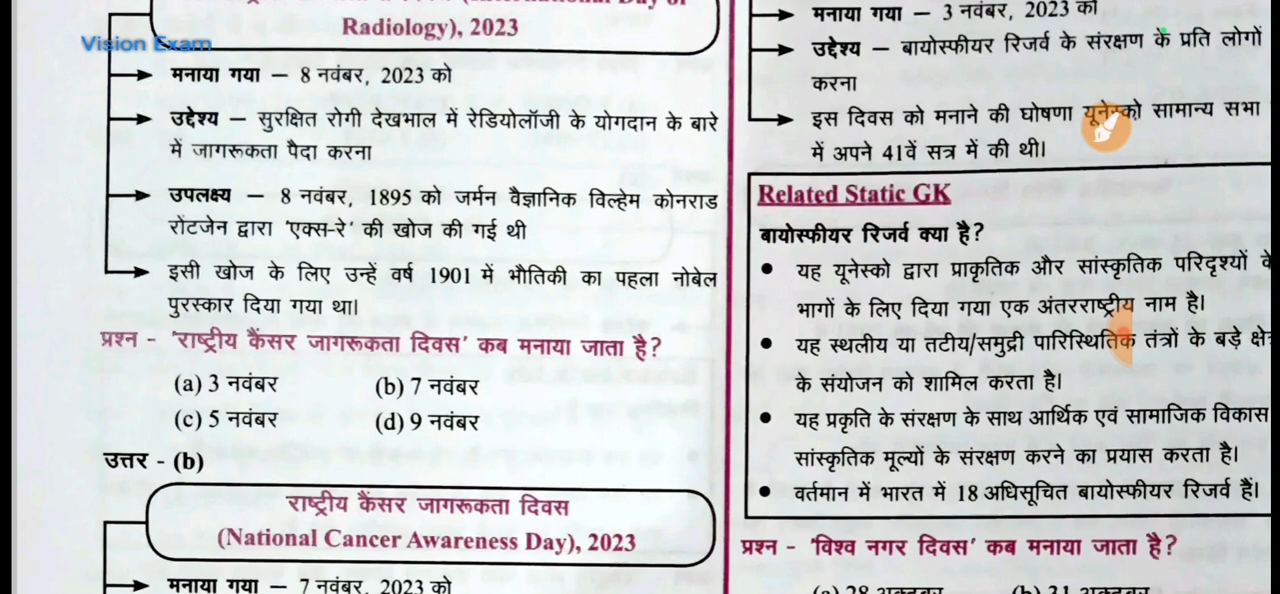 Radiology), 2023
Vision Exam
मनाया गया – 8 नवंबर, 2023 को
उद्देश्य – सुरक्षित रोगी देखभाल में रेडियोलॉजी के योगदान के बारे
में जागरूकता पैदा करना
उपलक्ष्य – 8 नवंबर, 1895 को जर्मन वैज्ञानिक विल्हेम कोनराड
रोंटजेन द्वारा 'एक्स-रे' की खोज की गई थी
इसी खोज के लिए उन्हें वर्ष 1901 में भौतिकी का पहला नोबेल
पुरस्कार दिया गया था।
प्रश्न - 'राष्ट्रीय कैंसर जागरूकता दिवस' कब मनाया जाता है?
(a) 3 नवंबर (b) 7 नवंबर
(c) 5 नवंबर (d) 9 नवंबर
उत्तर - (b)
राष्ट्रीय कैंसर जागरूकता दिवस
(National Cancer Awareness Day), 2023
मनाया गया – 7 नवंबर, 2023 को
मनाया गया – 3 नवंबर, 2023 को
उद्देश्य – बायोस्फीयर रिजर्व के संरक्षण के प्रति लोगों
करना
इस दिवस को मनाने की घोषणा यूनेस्को सामान्य सभा
में अपने 41वें सत्र में की थी।
Related Static GK
बायोस्फीयर रिजर्व क्या है?
यह यूनेस्को द्वारा प्राकृतिक और सांस्कृतिक परिदृश्यों
भागों के लिए दिया गया एक अंतरराष्ट्रीय नाम है।
यह स्थलीय या तटीय/समुद्री पारिस्थितिक तंत्रों के बड़े
के संयोजन को शामिल करता है।
यह प्रकृति के संरक्षण के साथ आर्थिक एवं सामाजिक विकास
सांस्कृतिक मूल्यों के संरक्षण करने का प्रयास करता है।
वर्तमान में भारत में 18 अधिसूचित बायोस्फीयर रिजर्व हैं।
प्रश्न - 'विश्व नगर दिवस' कब मनाया जाता है?
(a) 28 अक्टूबर (b) 31 अक्टूबर